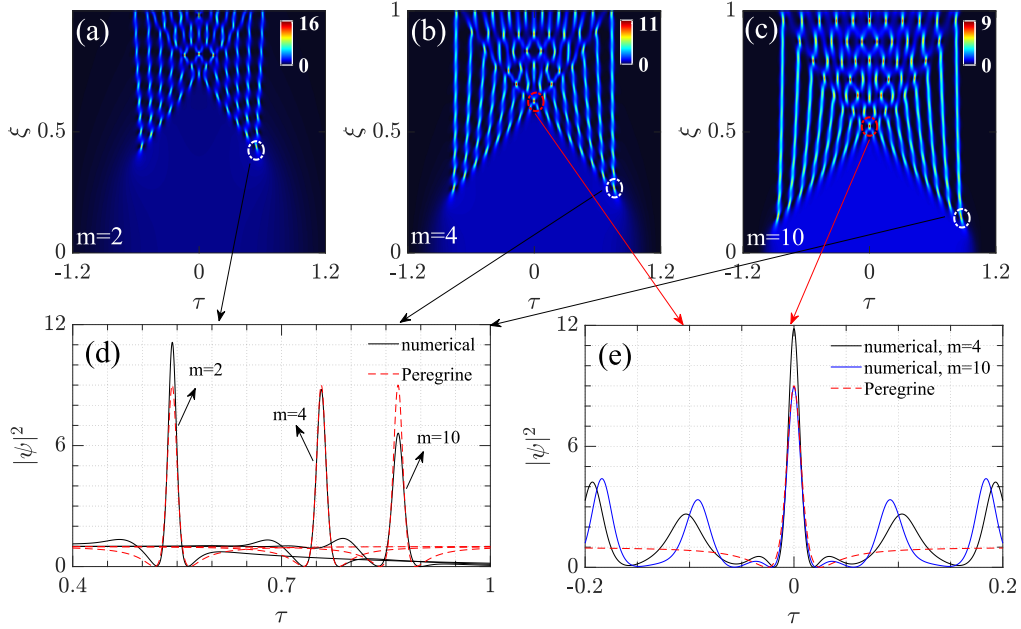 (a)
16
0
m=2
ξ
1
0.5
0
-1.2
0
1.2
τ
(b)
11
0
m=4
ξ
1
0.5
0
-1.2
0
1.2
τ
(c)
9
0
m=10
ξ
1
0.5
0
-1.2
0
1.2
τ
(d)
numerical
Peregrine
m=2
m=4
m=10
|ψ|²
12
6
0
0.4
0.7
1
τ
(e)
numerical, m=4
numerical, m=10
Peregrine
|ψ|²
12
6
0
-0.2
0
0.2
τ